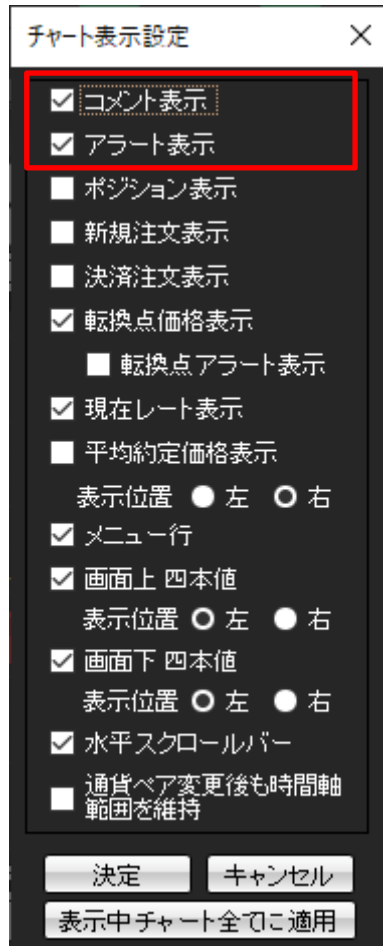 チャート表示設定
コメント表示
アラート表示
ポジション表示
新規注文表示
決済注文表示
転換点価格表示
転換点アラート表示
現在レート表示
平均約定価格表示
表示位置 左 右
メニュー行
画面上 四本値
表示位置 左 右
画面下 四本値
表示位置 左 右
水平スクロールバー
通貨ペア変更後も時間軸
範囲を維持
決定 キャンセル
表示中チャート全てに適用